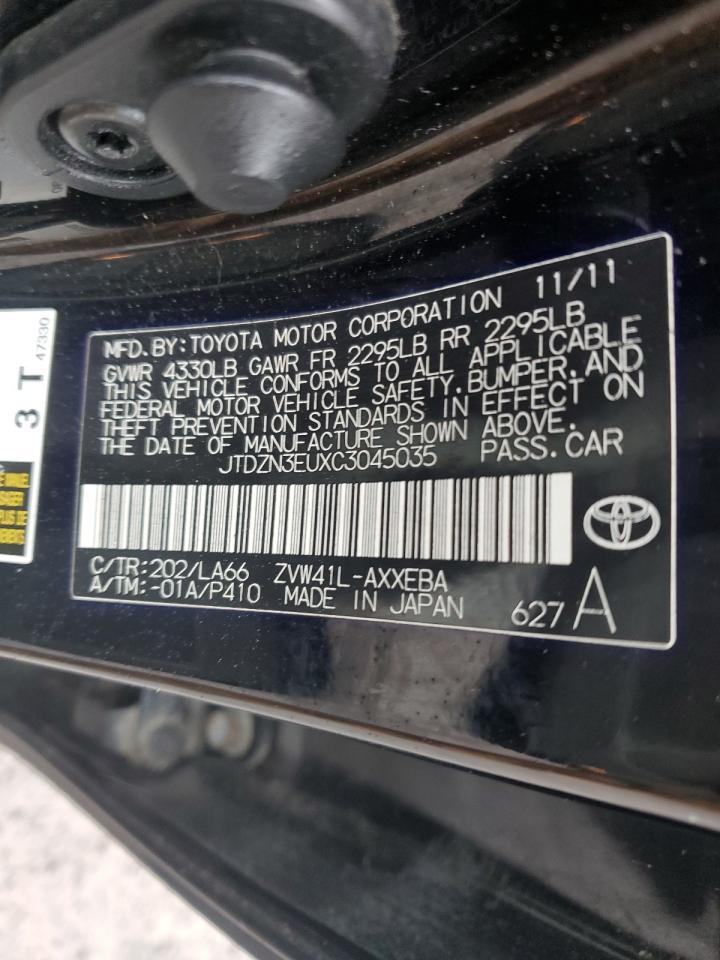 MFD. BY: TOYOTA MOTOR CORPORATION 11/11
GVWR 4330LB GAWR FR 2295LB RR 2295LB
THIS VEHICLE CONFORMS TO ALL APPLICABLE
FEDERAL MOTOR VEHICLE SAFETY, BUMPER, AND
THEFT PREVENTION STANDARDS IN EFFECT ON
THE DATE OF MANUFACTURE SHOWN ABOVE.
JTDZN3EUXC3045035 PASS. CAR
C/TR: 202/LA66 ZVW41L-AXXEBA
A/TM: -01A/P410 MADE IN JAPAN 627 A
3 T
47330
PLUS DE